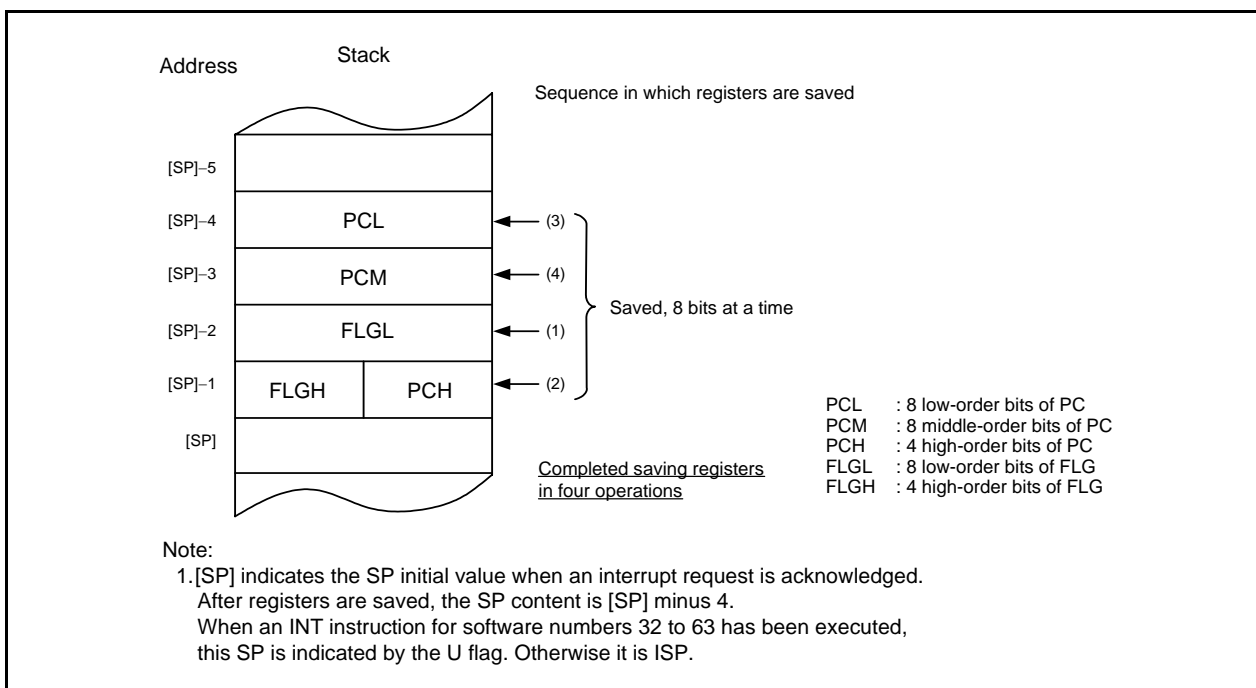 Address
Stack
Sequence in which registers are saved
[SP]−5
[SP]−4
PCL
(3)
[SP]−3
PCM
(4)
Saved, 8 bits at a time
[SP]−2
FLGL
(1)
[SP]−1
FLGH
PCH
(2)
[SP]
PCL : 8 low-order bits of PC
PCM : 8 middle-order bits of PC
PCH : 4 high-order bits of PC
FLGL : 8 low-order bits of FLG
FLGH : 4 high-order bits of FLG
Completed saving registers
in four operations
Note:
1.[SP] indicates the SP initial value when an interrupt request is acknowledged.
After registers are saved, the SP content is [SP] minus 4.
When an INT instruction for software numbers 32 to 63 has been executed,
this SP is indicated by the U flag. Otherwise it is ISP.